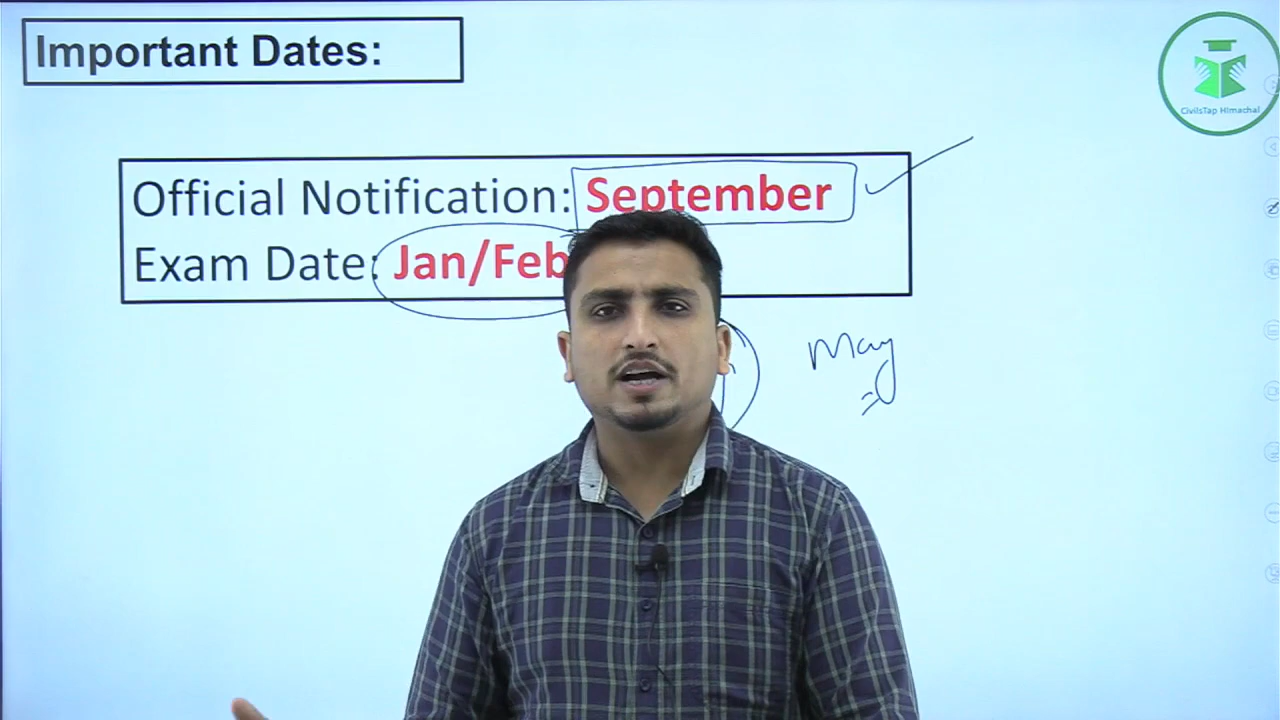 Important Dates:
CivilsTap Himachal
Official Notification: September
Exam Date: Jan/Feb
May